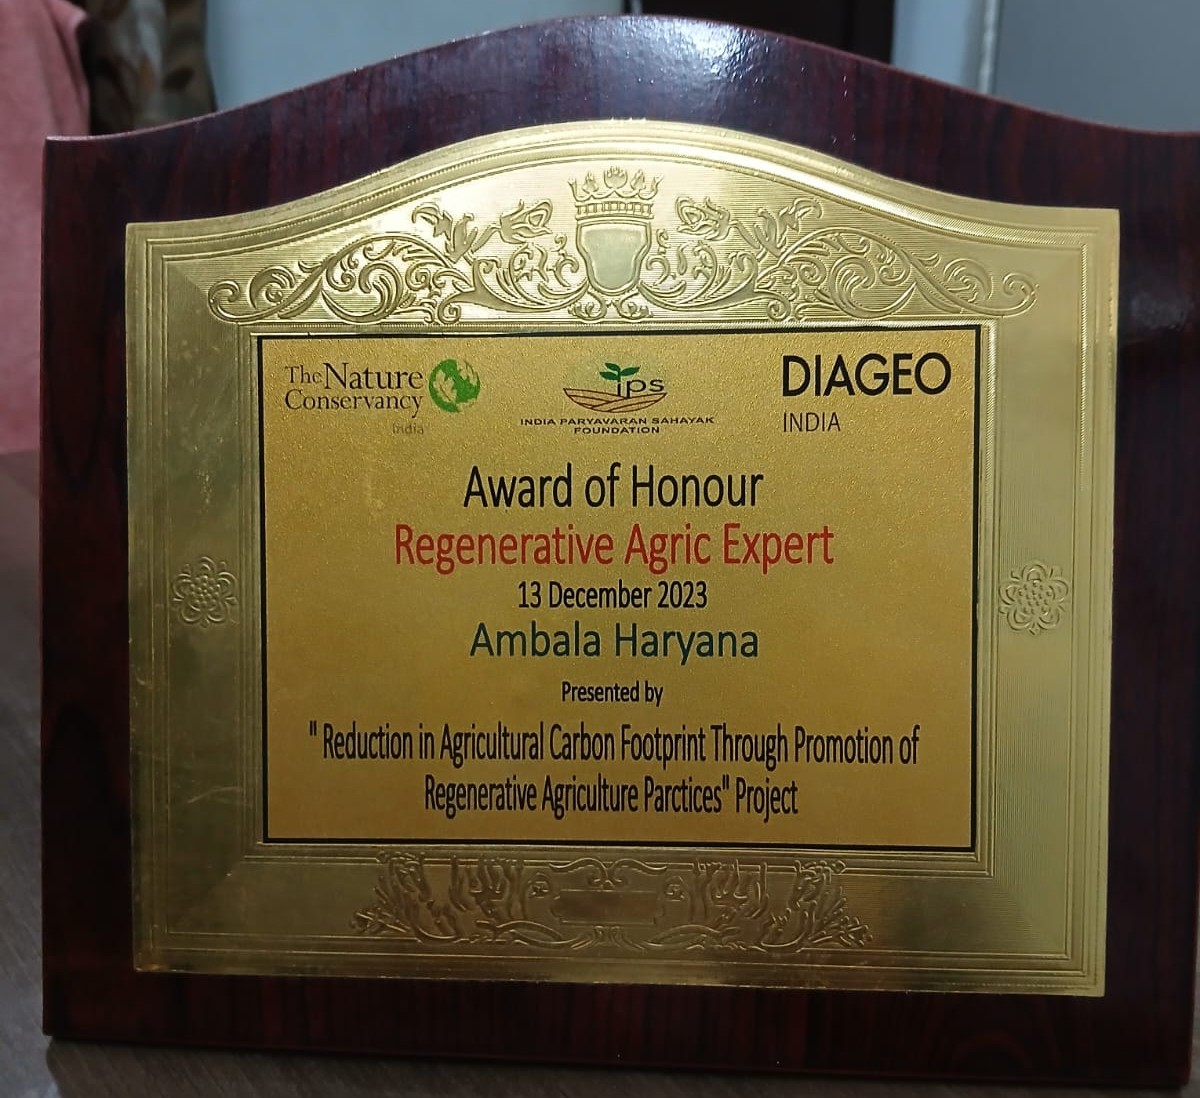 The Nature
Conservancy
India
ips
INDIA PARYAVARAN SAHAYAK
FOUNDATION
DIAGEO
INDIA
Award of Honour
Regenerative Agric Expert
13 December 2023
Ambala Haryana
Presented by
" Reduction in Agricultural Carbon Footprint Through Promotion of
Regenerative Agriculture Parctices" Project